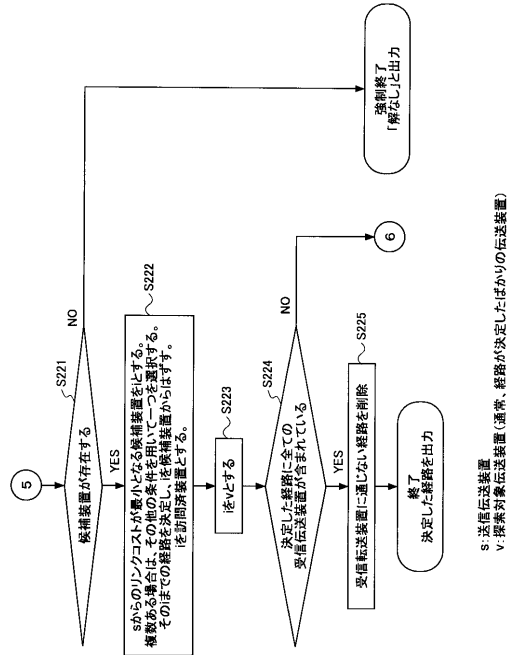 5
S221
候補装置が存在する
NO
YES
S222
sからのリンクコストが最小となる候補装置をiとする。
複数ある場合は、その他の条件を用いて一つを選択する。
そのiまでの経路を決定し、iを候補装置からはずす。
iを訪問済装置とする。
S223
iをvとする
S224
決定した経路に全ての
受信伝送装置が含まれている
NO
6
YES
S225
受信転送装置に通じない経路を削除
終了
決定した経路を出力
強制終了
「解なし」と出力
s: 送信伝送装置
v: 探索対象伝送装置(通常、経路が決定したばかりの伝送装置)